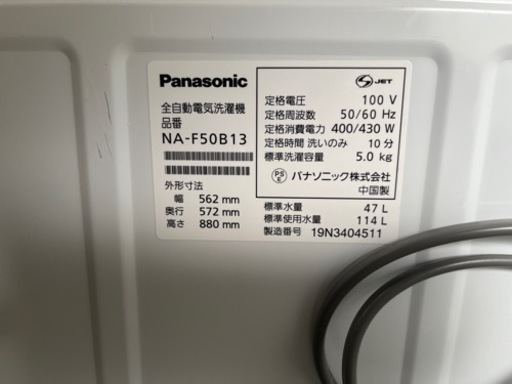 Panasonic
全自動電気洗濯機
品番
NA-F50B13
外形寸法
幅 562 mm
奥行 572 mm
高さ 880 mm
S JET
定格電圧 100 V
定格周波数 50/60 Hz
定格消費電力 400/430 W
定格時間 洗いのみ 10 分
標準洗濯容量 5.0 kg
PS E パナソニック株式会社
中国製
標準水量 47 L
標準使用水量 114 L
製造番号 19N3404511